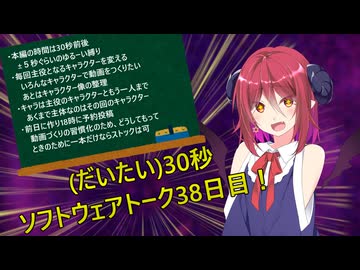 ・本編の時間は30秒前後
±５秒ぐらいのゆるーい縛り
・毎回主役となるキャラクターを変える
いろんなキャラクターで動画をつくりたい
あとはキャラクター像の整理
・キャラは主役のキャラクターともう一人まで
あくまで主体なのはその回のキャラクター
・前日に作り18時に予約投稿
動画づくりの習慣化のため、どうしてもって
ときのために一本だけならストックは可
(だいたい)30秒
ソフトウェアトーク38日目！